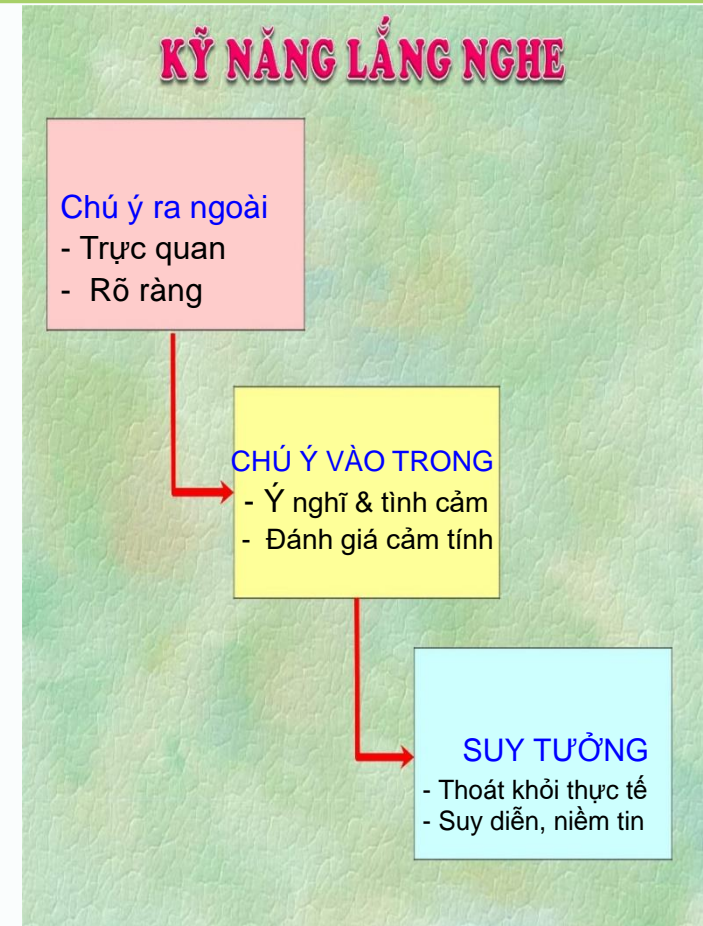 KỸ NĂNG LẮNG NGHE
Chú ý ra ngoài
- Trực quan
- Rõ ràng
CHÚ Ý VÀO TRONG
- Ý nghĩ & tình cảm
- Đánh giá cảm tính
SUY TƯỞNG
- Thoát khỏi thực tế
- Suy diễn, niềm tin